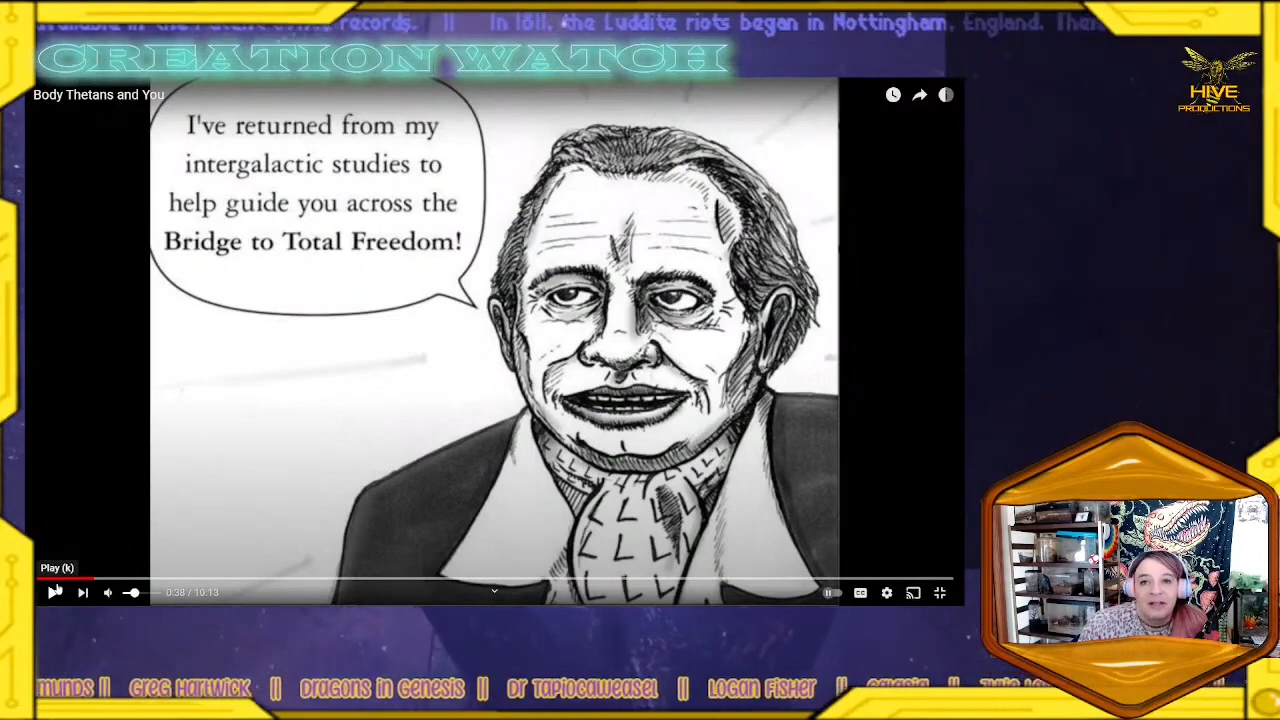 records. || In 1811, the Luddite riots began in Nottingham, England.
CREATION WATCH
HIVE
PRODUCTIONS
Body Thetans and You
I've returned from my
intergalactic studies to
help guide you across the
Bridge to Total Freedom!
Play (k)
0:38 / 10:13
CC
|| Greg Hartwick || Dragons in Genesis || Dr Tapiocaweasel || Logan Fisher ||